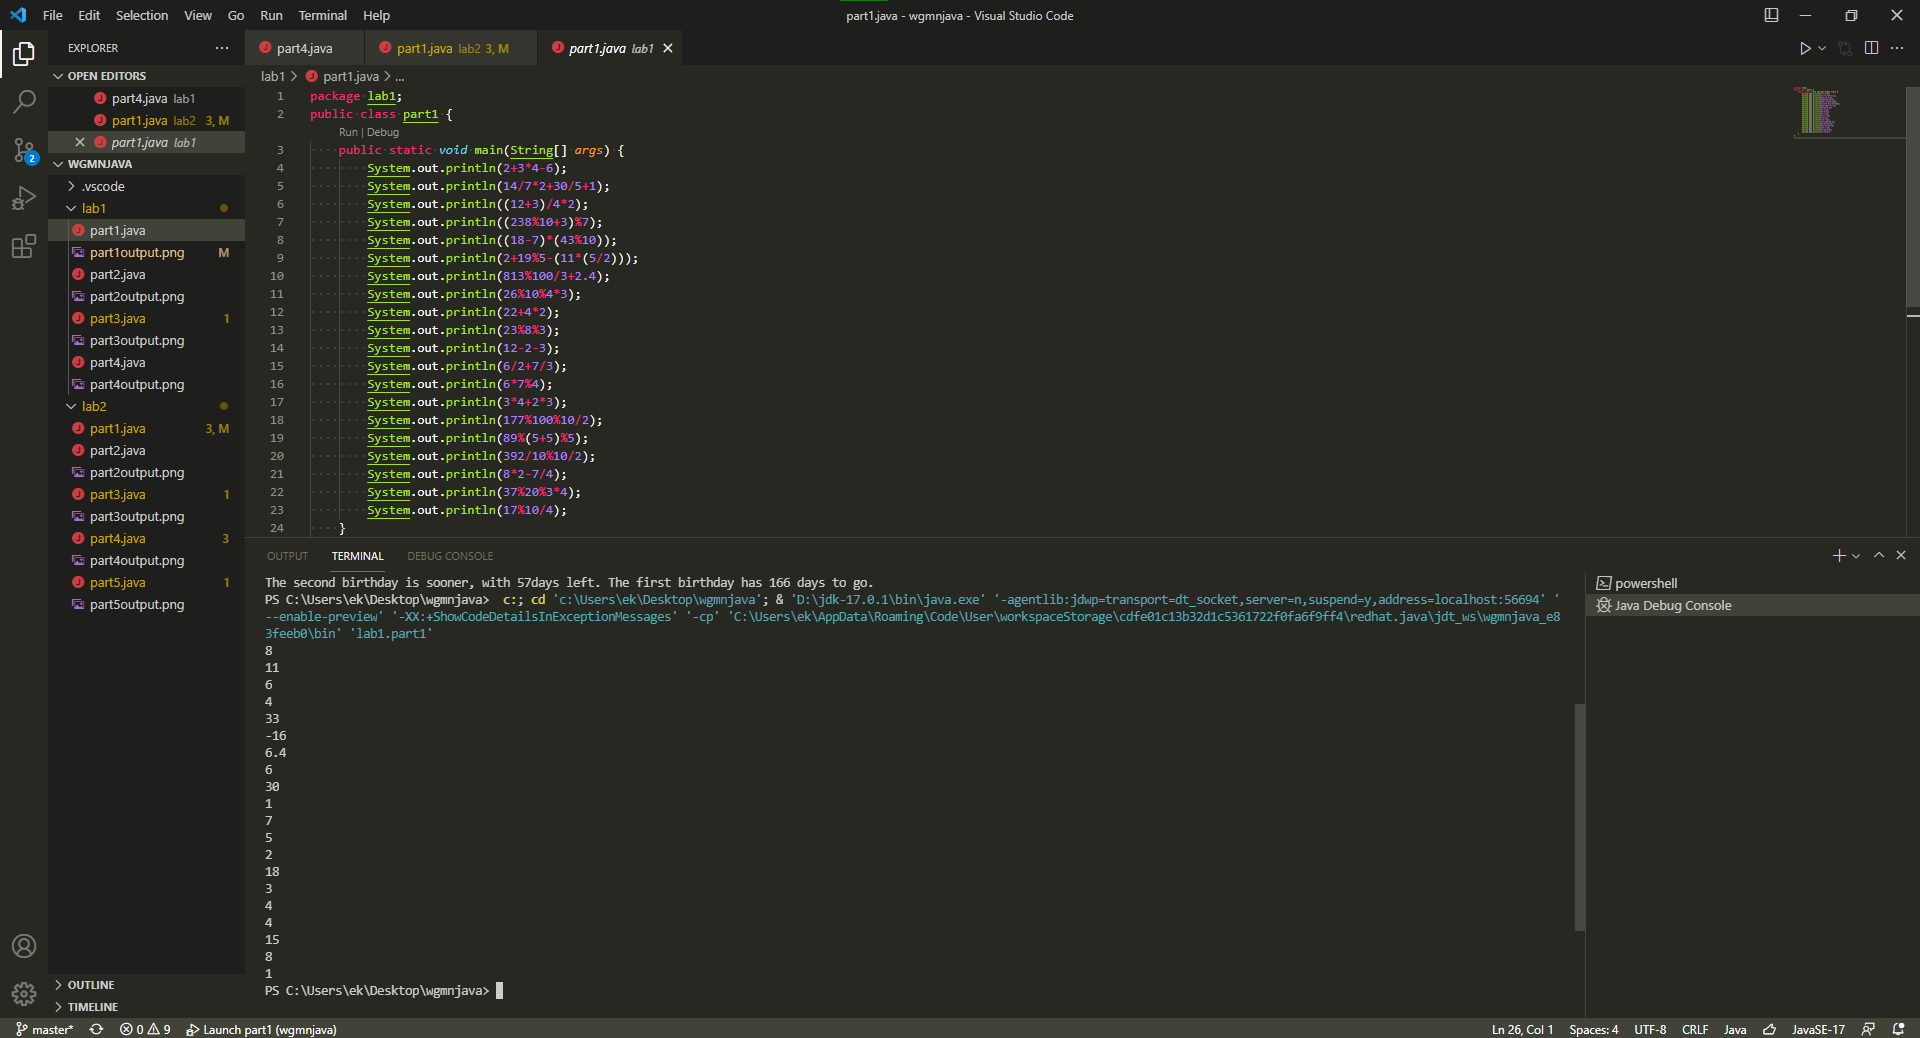 File Edit Selection View Go Run Terminal Help
part1.java - wgmnjava - Visual Studio Code
EXPLORER
OPEN EDITORS
part4.java lab1
part1.java lab2 3, M
part1.java lab1
WGMNJAVA
.vscode
lab1
part1.java
part1output.png M
part2.java
part2output.png
part3.java 1
part3output.png
part4.java
part4output.png
lab2
part1.java 3, M
part2.java
part2output.png
part3.java 1
part3output.png
part4.java 3
part4output.png
part5.java 1
part5output.png
OUTLINE
TIMELINE
2
part4.java
part1.java lab2 3, M
part1.java lab1
lab1 > part1.java > ...
1 package lab1;
2 public class part1 {
Run | Debug
3 public static void main(String[] args) {
4 System.out.println(2+3*4-6);
5 System.out.println(14/7*2+30/5+1);
6 System.out.println((12+3)/4*2);
7 System.out.println((238%10+3)%7);
8 System.out.println((18-7)*(43%10));
9 System.out.println(2+19%5-(11*(5/2)));
10 System.out.println(813%100/3+2.4);
11 System.out.println(26%10%4*3);
12 System.out.println(22+4*2);
13 System.out.println(23%8%3);
14 System.out.println(12-2-3);
15 System.out.println(6/2+7/3);
16 System.out.println(6*7%4);
17 System.out.println(3*4+2*3);
18 System.out.println(177%100%10/2);
19 System.out.println(89%(5+5)%5);
20 System.out.println(392/10%10/2);
21 System.out.println(8*2-7/4);
22 System.out.println(37%20%3*4);
23 System.out.println(17%10/4);
24 }
OUTPUT TERMINAL DEBUG CONSOLE
The second birthday is sooner, with 57days left. The first birthday has 166 days to go.
PS C:\Users\ek\Desktop\wgmnjava> c:; cd 'c:\Users\ek\Desktop\wgmnjava'; & 'D:\jdk-17.0.1\bin\java.exe' '-agentlib:jdwp=transport=dt_socket,server=n,suspend=y,address=localhost:56694' '
--enable-preview' '-XX:+ShowCodeDetailsInExceptionMessages' '-cp' 'C:\Users\ek\AppData\Roaming\Code\User\workspaceStorage\cdfe01c13b32d1c5361722f0fa6f9ff4\redhat.java\jdt_ws\wgmnjava_e8
3feeb0\bin' 'lab1.part1'
8
11
6
4
33
-16
6.4
6
30
1
7
5
2
18
3
4
4
15
8
1
PS C:\Users\ek\Desktop\wgmnjava>
powershell
Java Debug Console
master* 0 9 Launch part1 (wgmnjava)
Ln 26, Col 1 Spaces: 4 UTF-8 CRLF Java JavaSE-17